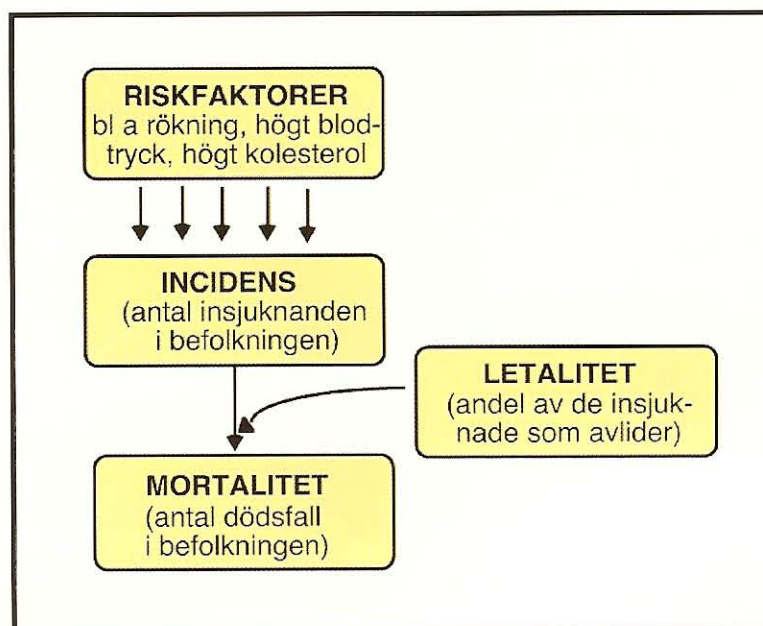 RISKFAKTORER
bl a rökning, högt blod-
tryck, högt kolesterol
INCIDENS
(antal insjuknanden
i befolkningen)
LETALITET
(andel av de insjuk-
nade som avlider)
MORTALITET
(antal dödsfall
i befolkningen)